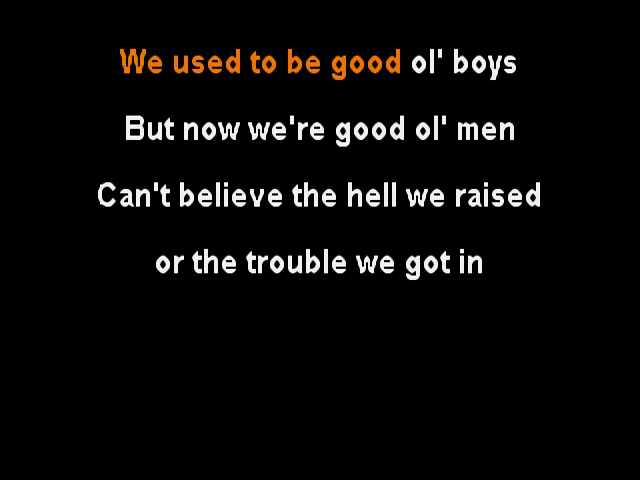 We used to be good ol' boys
But now we're good ol' men
Can't believe the hell we raised
or the trouble we got in